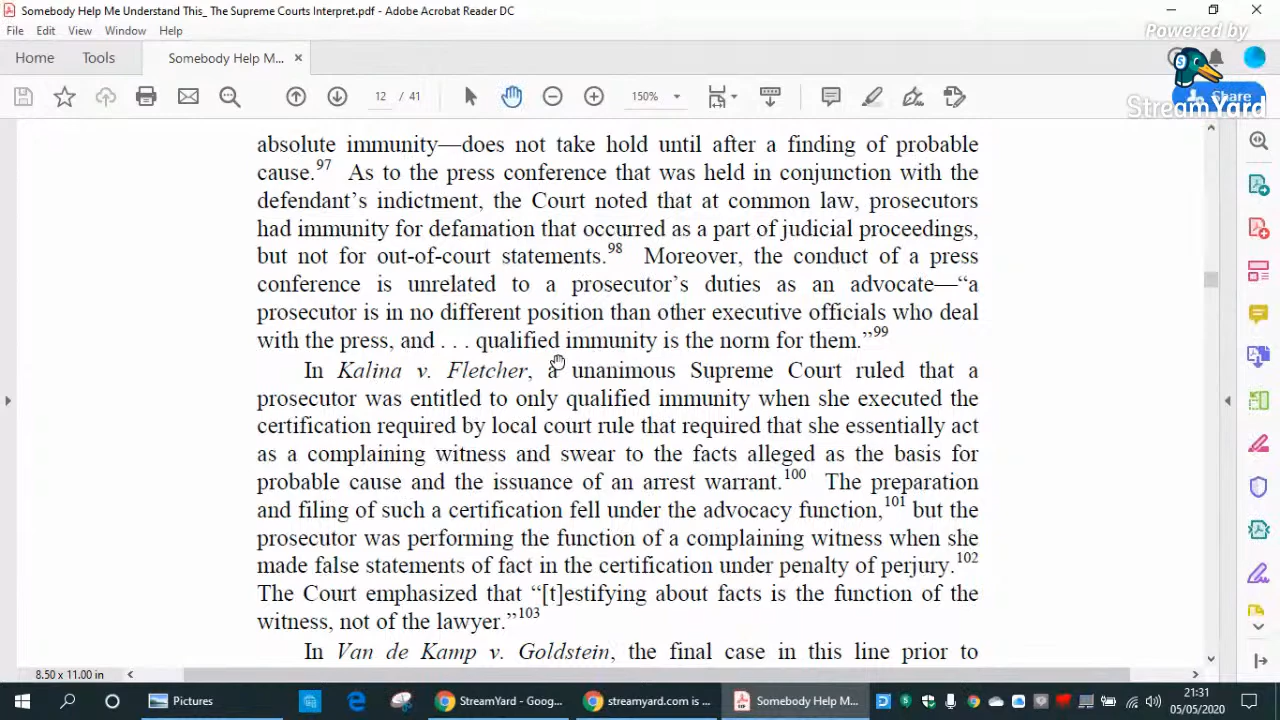 Somebody Help Me Understand This_ The Supreme Courts Interpret.pdf - Adobe Acrobat Reader DC
Powered by
File Edit View Window Help
Home Tools Somebody Help M... ×
StreamYard
Share
12 / 41 150%
absolute immunity—does not take hold until after a finding of probable
cause.97 As to the press conference that was held in conjunction with the
defendant's indictment, the Court noted that at common law, prosecutors
had immunity for defamation that occurred as a part of judicial proceedings,
but not for out-of-court statements.98 Moreover, the conduct of a press
conference is unrelated to a prosecutor's duties as an advocate—“a
prosecutor is in no different position than other executive officials who deal
with the press, and . . . qualified immunity is the norm for them.”99
In Kalina v. Fletcher, a unanimous Supreme Court ruled that a
prosecutor was entitled to only qualified immunity when she executed the
certification required by local court rule that required that she essentially act
as a complaining witness and swear to the facts alleged as the basis for
probable cause and the issuance of an arrest warrant.100 The preparation
and filing of such a certification fell under the advocacy function,101 but the
prosecutor was performing the function of a complaining witness when she
made false statements of fact in the certification under penalty of perjury.102
The Court emphasized that “[t]estifying about facts is the function of the
witness, not of the lawyer.”103
In Van de Kamp v. Goldstein, the final case in this line prior to
8.50 x 11.00 in
Pictures StreamYard - Goog... streamyard.com is ... Somebody Help M... 21:31
05/05/2020